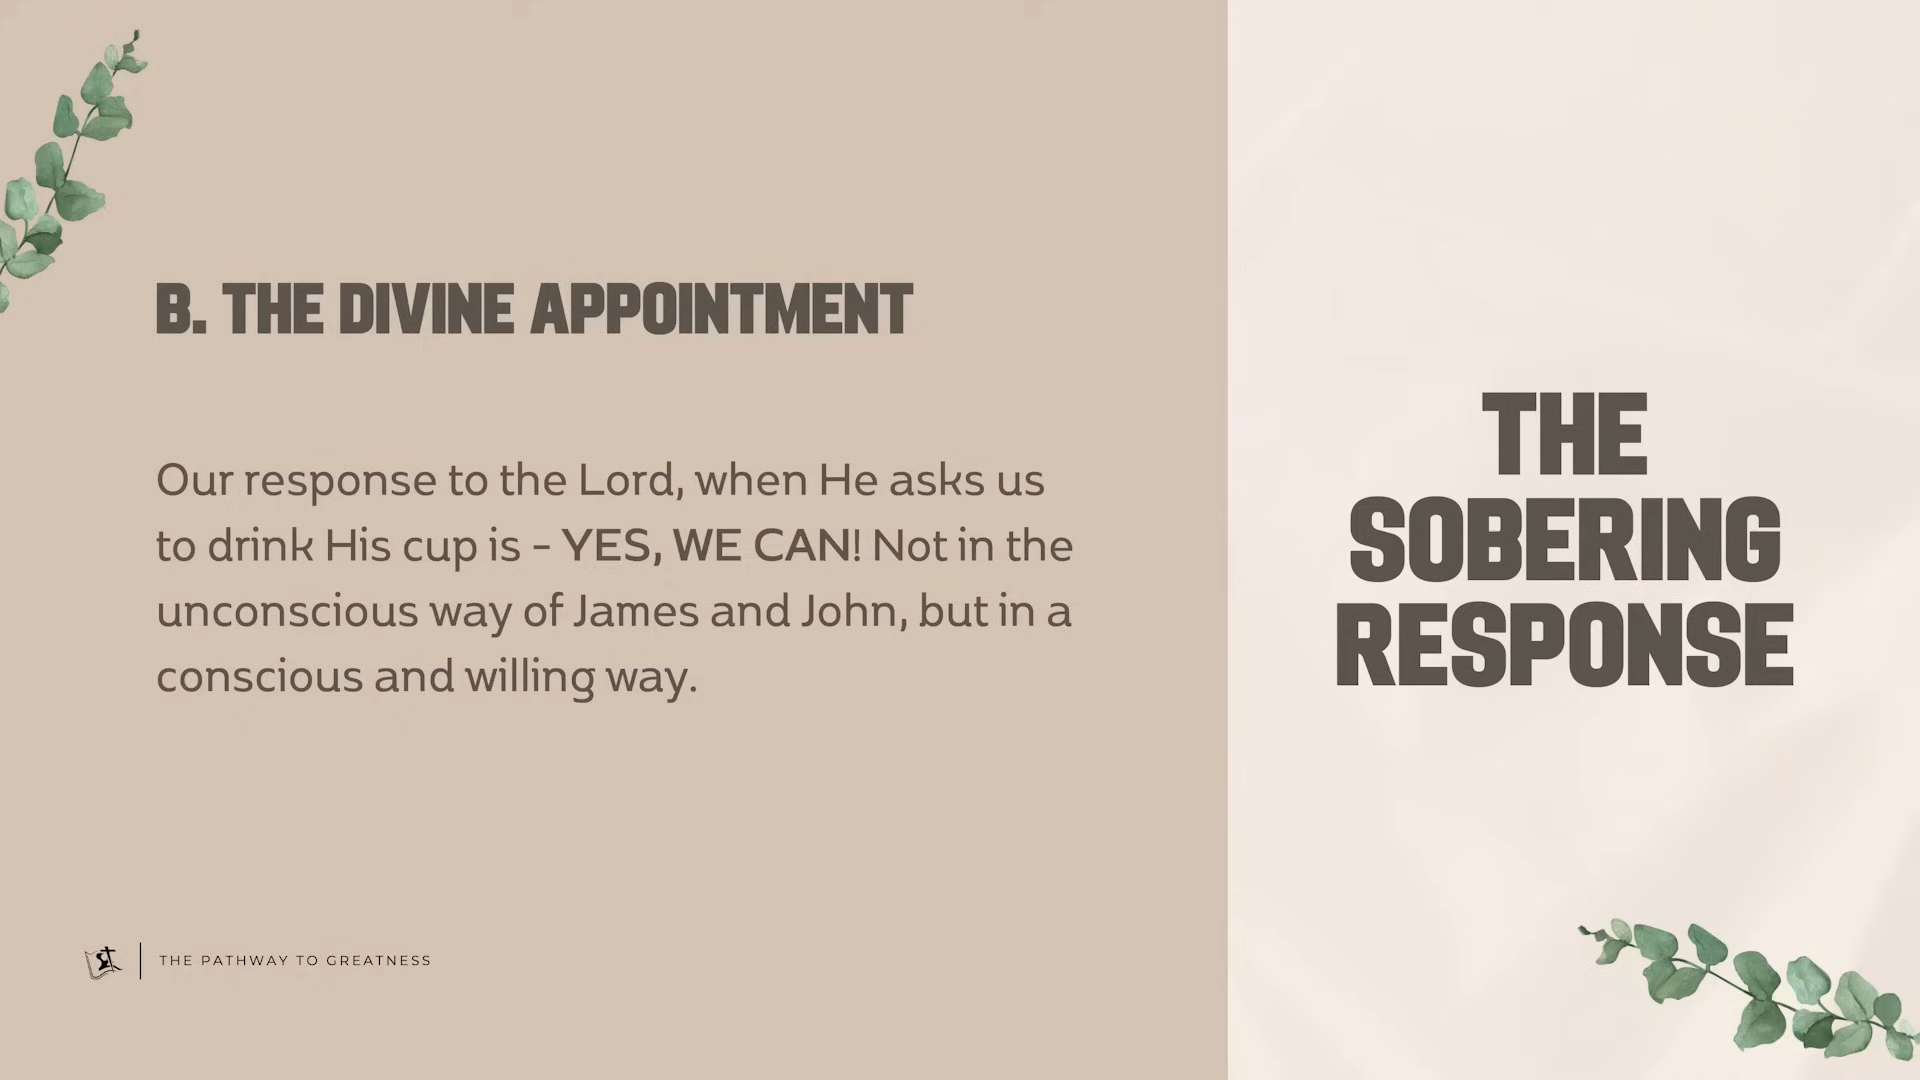 B. THE DIVINE APPOINTMENT
Our response to the Lord, when He asks us
to drink His cup is - YES, WE CAN! Not in the
unconscious way of James and John, but in a
conscious and willing way.
THE PATHWAY TO GREATNESS
THE
SOBERING
RESPONSE